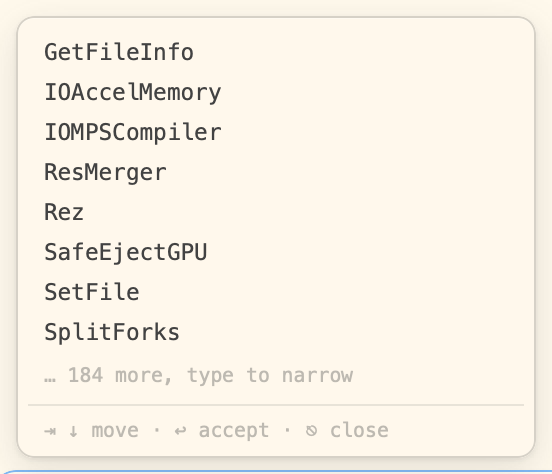 GetFileInfo
IOAccelMemory
IOMPSCompiler
ResMerger
Rez
SafeEjectGPU
SetFile
SplitForks
… 184 more, type to narrow
⇥ ↓ move · ↩ accept · ⎋ close